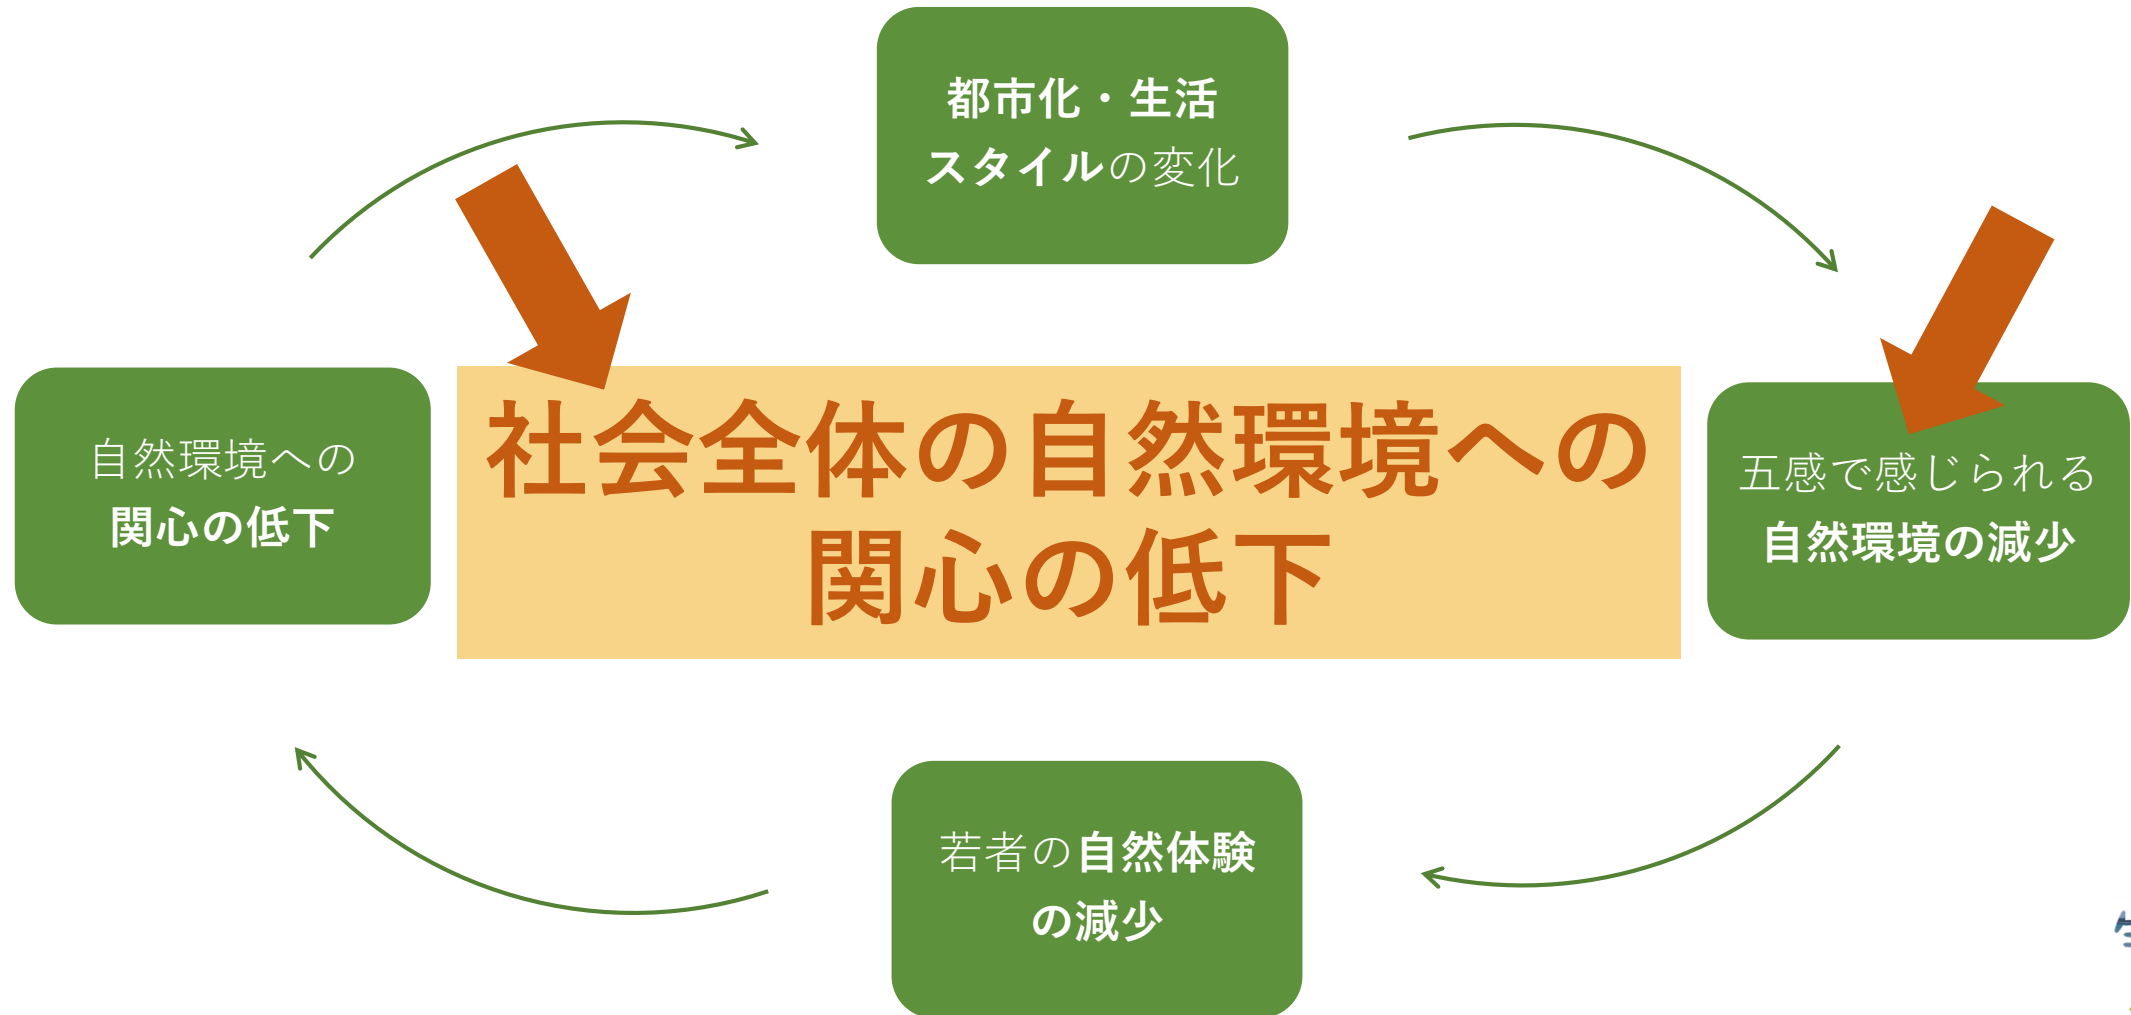 都市化・生活
スタイルの変化
社会全体の自然環境への
関心の低下
自然環境への
関心の低下
五感で感じられる
自然環境の減少
若者の自然体験
の減少